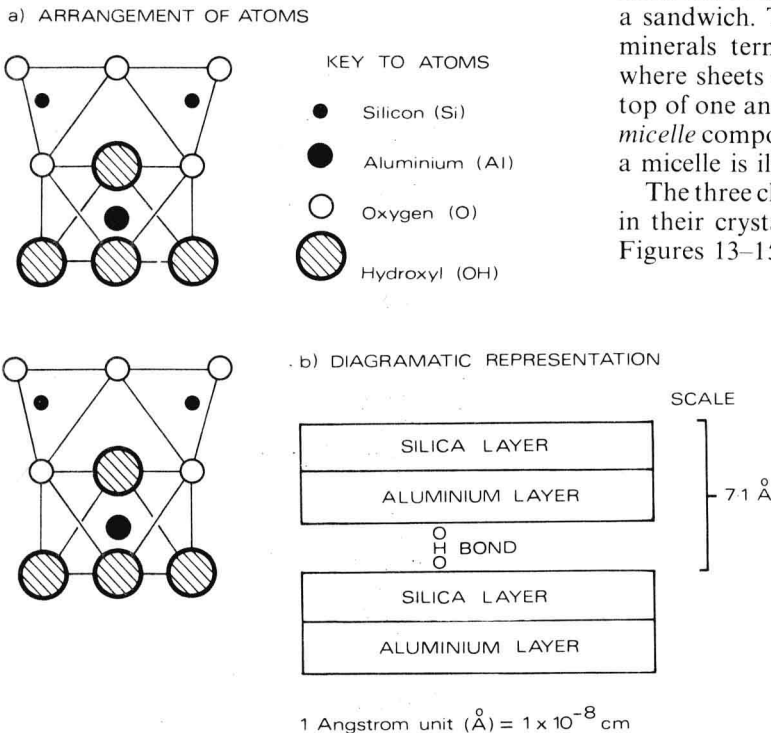 a) ARRANGEMENT OF ATOMS
KEY TO ATOMS
Silicon (Si)
Aluminium (Al)
Oxygen (O)
Hydroxyl (OH)
a sandwich. T
minerals tern
where sheets
top of one an
micelle compo
a micelle is il
The three cl
in their crysta
Figures 13–15
b) DIAGRAMATIC REPRESENTATION
SCALE
SILICA LAYER
ALUMINIUM LAYER
7·1 Å
O
H BOND
O
SILICA LAYER
ALUMINIUM LAYER
1 Angstrom unit (Å) = 1 x 10⁻⁸ cm